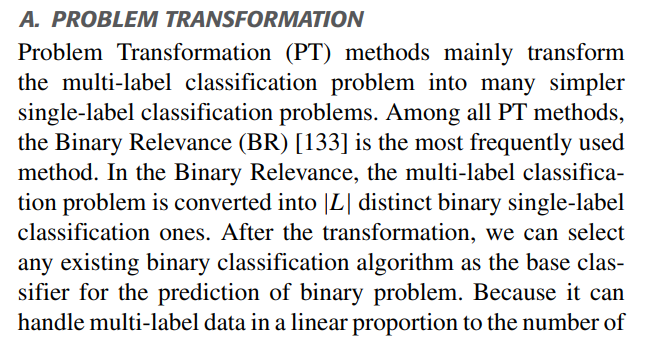 A. PROBLEM TRANSFORMATION
Problem Transformation (PT) methods mainly transform
the multi-label classification problem into many simpler
single-label classification problems. Among all PT methods,
the Binary Relevance (BR) [133] is the most frequently used
method. In the Binary Relevance, the multi-label classifica-
tion problem is converted into |L| distinct binary single-label
classification ones. After the transformation, we can select
any existing binary classification algorithm as the base clas-
sifier for the prediction of binary problem. Because it can
handle multi-label data in a linear proportion to the number of